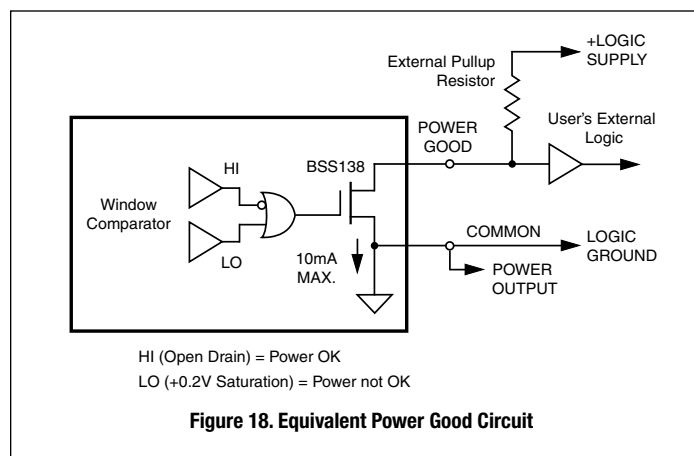 +LOGIC
SUPPLY
External Pullup
Resistor
User's External
Logic
POWER
GOOD
BSS138
HI
Window
Comparator
LO
10mA
MAX.
COMMON
LOGIC
GROUND
POWER
OUTPUT
HI (Open Drain) = Power OK
LO (+0.2V Saturation) = Power not OK
Figure 18. Equivalent Power Good Circuit